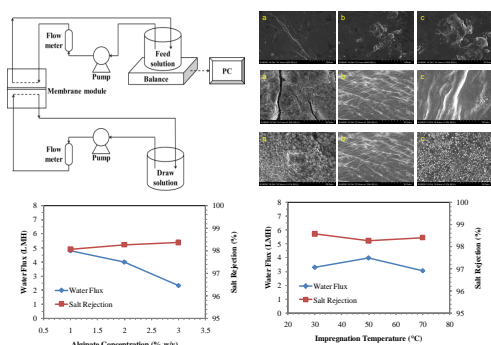 Flow
meter
Pump
Feed
solution
Balance
PC
Membrane module
Flow
meter
Pump
Draw
solution
a b c
a b c
a b c
8
7
6
5
4
3
2
1
0
100
99
98
97
96
95
Water Flux (LMH)
Salt Rejection (%)
Water Flux
Salt Rejection
0.5 1 1.5 2 2.5 3 3.5
Alginate Concentration (% w/v)
8
7
6
5
4
3
2
1
0
100
99
98
97
96
95
Water Flux (LMH)
Salt Rejection (%)
Water Flux
Salt Rejection
20 30 40 50 60 70 80
Impregnation Temperature (°C)